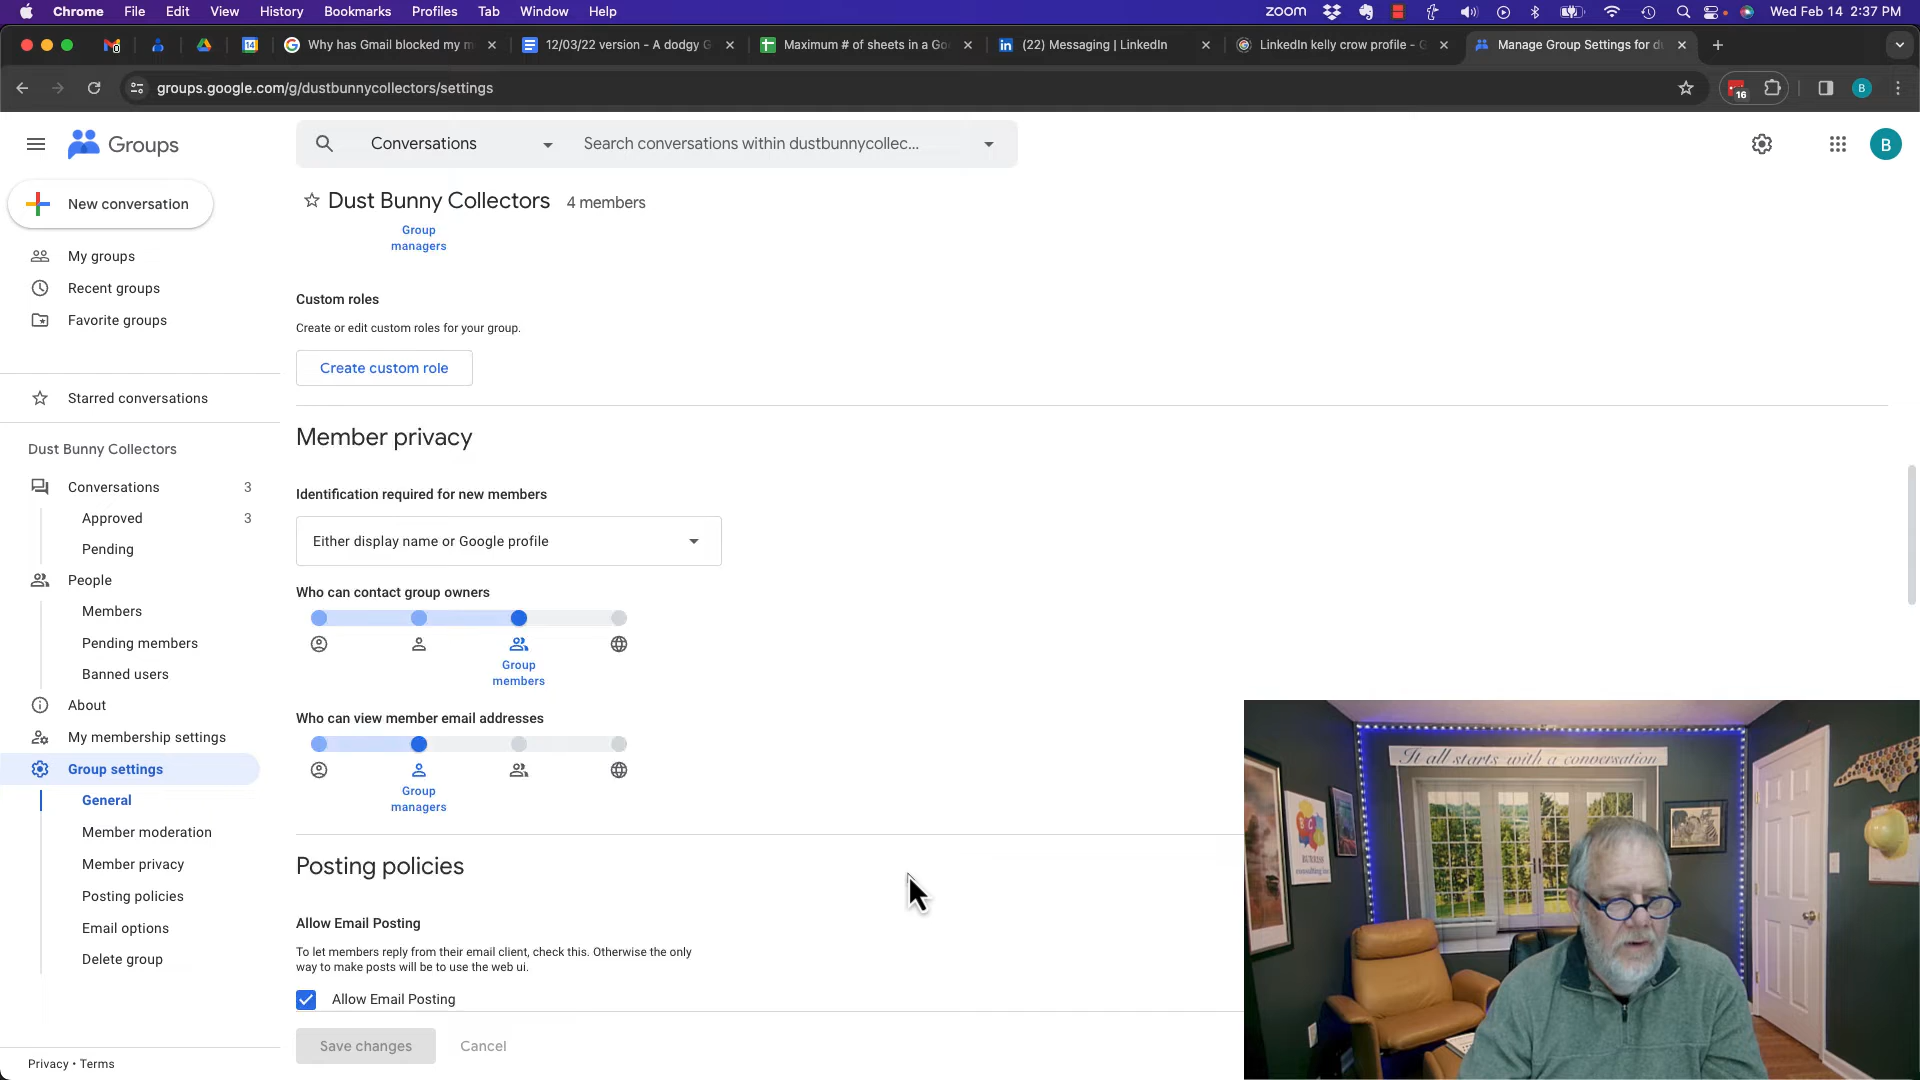 Chrome File Edit View History Bookmarks Profiles Tab Window Help
zoom
Wed Feb 14 2:37 PM
Why has Gmail blocked my m
12/03/22 version - A dodgy G
Maximum # of sheets in a Go
(22) Messaging | LinkedIn
LinkedIn kelly crow profile - G
Manage Group Settings for du
groups.google.com/g/dustbunnycollectors/settings
16
B
Groups
Conversations
Search conversations within dustbunnycollec...
B
New conversation
My groups
Recent groups
Favorite groups
Starred conversations
Dust Bunny Collectors
Conversations 3
Approved 3
Pending
People
Members
Pending members
Banned users
About
My membership settings
Group settings
General
Member moderation
Member privacy
Posting policies
Email options
Delete group
Privacy • Terms
Dust Bunny Collectors 4 members
Group
managers
Custom roles
Create or edit custom roles for your group.
Create custom role
Member privacy
Identification required for new members
Either display name or Google profile
Who can contact group owners
Group
members
Who can view member email addresses
Group
managers
Posting policies
Allow Email Posting
To let members reply from their email client, check this. Otherwise the only
way to make posts will be to use the web ui.
Allow Email Posting
Save changes Cancel
It all starts with a conversation
BURRISS
consulting inc